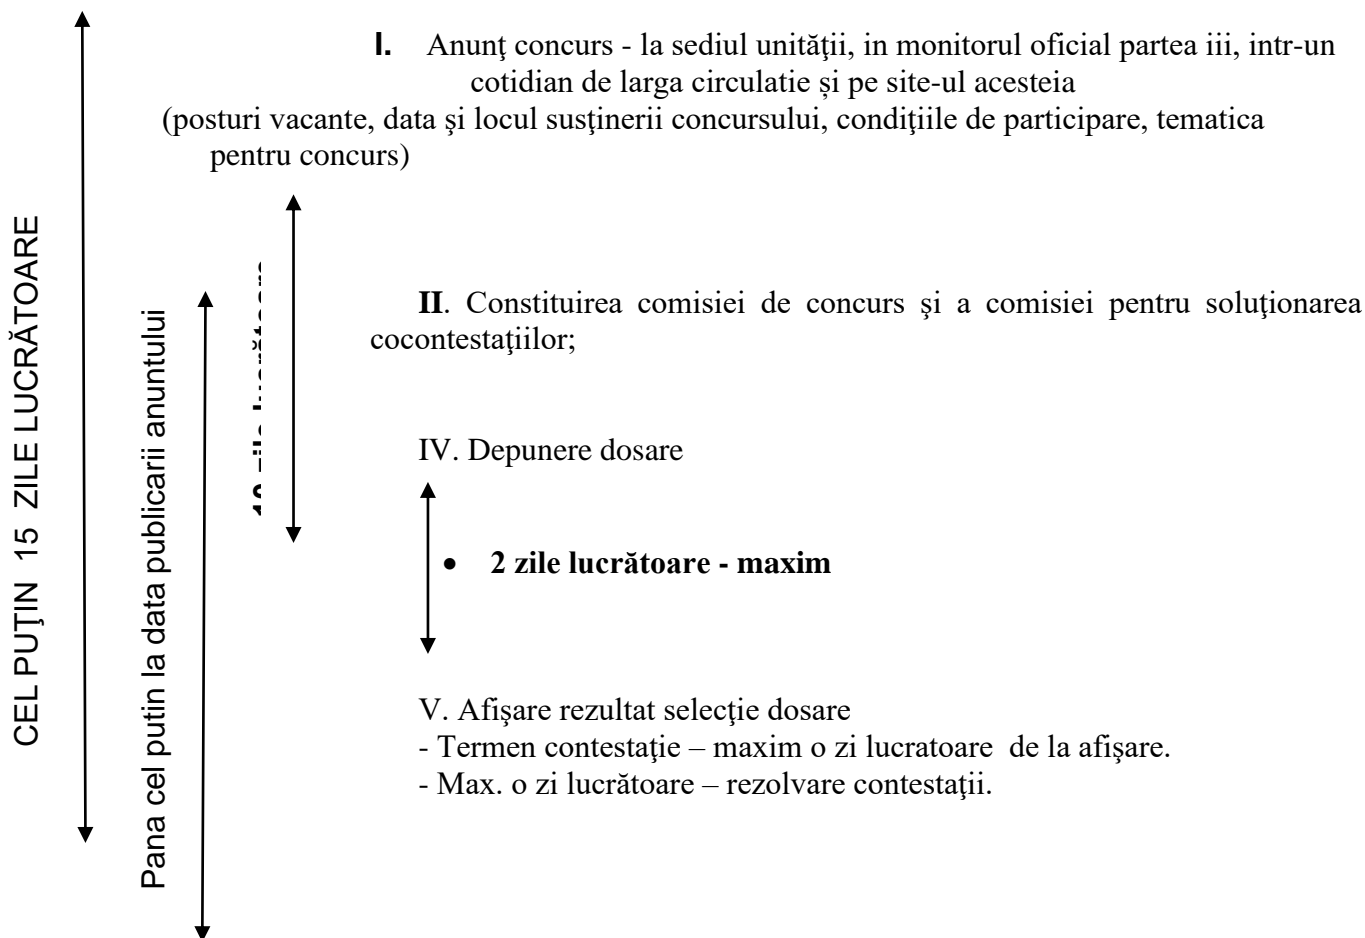 I. Anunţ concurs - la sediul unităţii, in monitorul oficial partea iii, intr-un
cotidian de larga circulatie și pe site-ul acesteia
(posturi vacante, data şi locul susţinerii concursului, condiţiile de participare, tematica
pentru concurs)
CEL PUŢIN 15 ZILE LUCRĂTOARE
Pana cel putin la data publicarii anuntului
II. Constituirea comisiei de concurs şi a comisiei pentru soluţionarea
cocontestaţiilor;
IV. Depunere dosare
• 2 zile lucrătoare - maxim
V. Afişare rezultat selecţie dosare
- Termen contestaţie – maxim o zi lucratoare de la afişare.
- Max. o zi lucrătoare – rezolvare contestaţii.